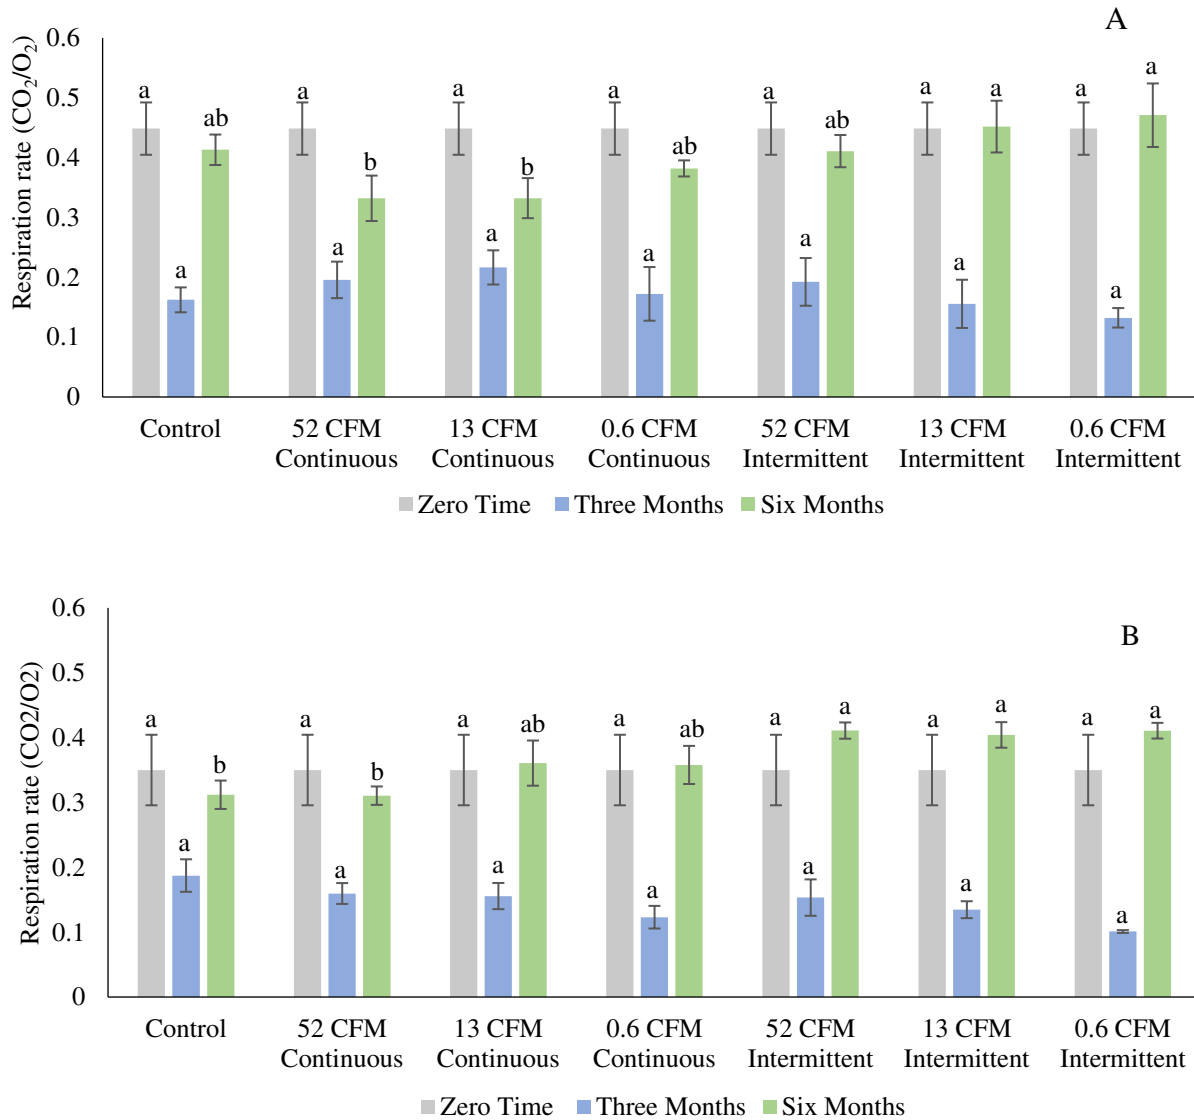 A
Respiration rate (CO₂/O₂)
0.6
0.5
0.4
0.3
0.2
0.1
0
a a ab
a a b
a a b
a a ab
a a ab
a a a
a a a
Control
52 CFM Continuous
13 CFM Continuous
0.6 CFM Continuous
52 CFM Intermittent
13 CFM Intermittent
0.6 CFM Intermittent
Zero Time Three Months Six Months
B
Respiration rate (CO2/O2)
0.6
0.5
0.4
0.3
0.2
0.1
0
a a b
a a b
a a ab
a a ab
a a a
a a a
a a a
Control
52 CFM Continuous
13 CFM Continuous
0.6 CFM Continuous
52 CFM Intermittent
13 CFM Intermittent
0.6 CFM Intermittent
Zero Time Three Months Six Months